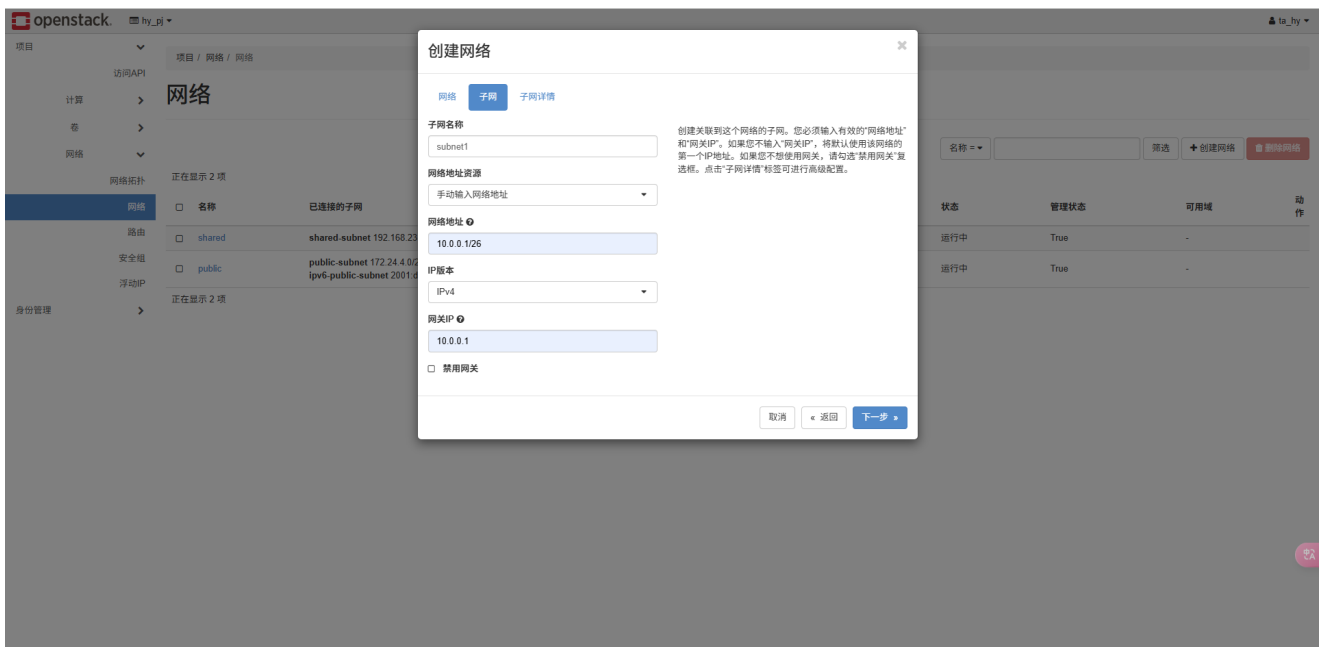 openstack. hy_pj
ta_hy
项目
访问API
计算
卷
网络
网络拓扑
网络
路由
安全组
浮动IP
身份管理
项目 / 网络 / 网络
网络
名称 =
筛选
创建网络
删除网络
正在显示 2 项
名称 已连接的子网 状态 管理状态 可用域 动作
shared shared-subnet 192.168.23 运行中 True -
public public-subnet 172.24.4.0/2 运行中 True -
ipv6-public-subnet 2001:d
正在显示 2 项
创建网络
×
网络 子网 子网详情
子网名称
subnet1
网络地址资源
手动输入网络地址
网络地址
10.0.0.1/26
IP版本
IPv4
网关IP
10.0.0.1
禁用网关
创建关联到这个网络的子网。您必须输入有效的“网络地址”
和“网关IP”。如果您不输入“网关IP”，将默认使用该网络的
第一个IP地址。如果您不想使用网关，请勾选“禁用网关”复
选框。点击“子网详情”标签可进行高级配置。
取消
« 返回
下一步 »